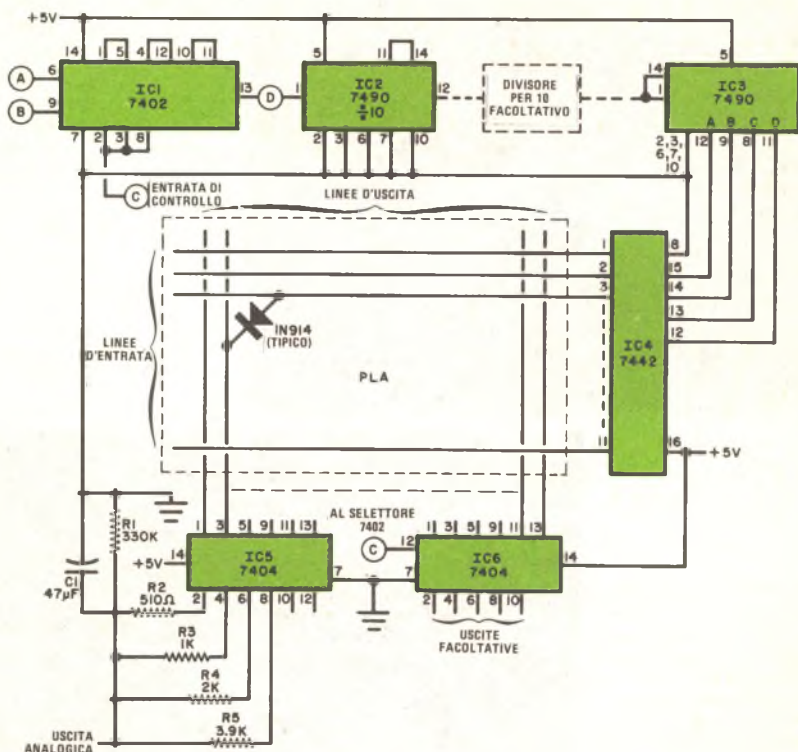 +5V
14 1 5 4 12 10 11
A 6
B 9
IC1
7402
13
D
7 2 3 8
C ENTRATA DI
CONTROLLO
5 11 14
1
IC2
7490
÷10
12
2 3 6 7 10
DIVISORE
PER 10
FACOLTATIVO
14
1
5
IC3
7490
A B C D
2,3,
6,7,
10
12 9 8 11
LINEE D'USCITA
LINEE
D'ENTRATA
1
2
3
11
IN914
(TIPICO)
PLA
IC4
7442
8
15
14
13
12
16
+5V
R1
330K
C1
47µF
R2
510Ω
R3
1K
R4
2K
R5
3.9K
USCITA
ANALOGICA
+5V
1 3 5 9 11 13
14
IC5
7404
7
2 4 6 8 10 12
AL SELETTORE
7402
C
12
1 3 5 9 11 13
7
IC6
7404
14
2 4 6 8 10
USCITE
FACOLTATIVE